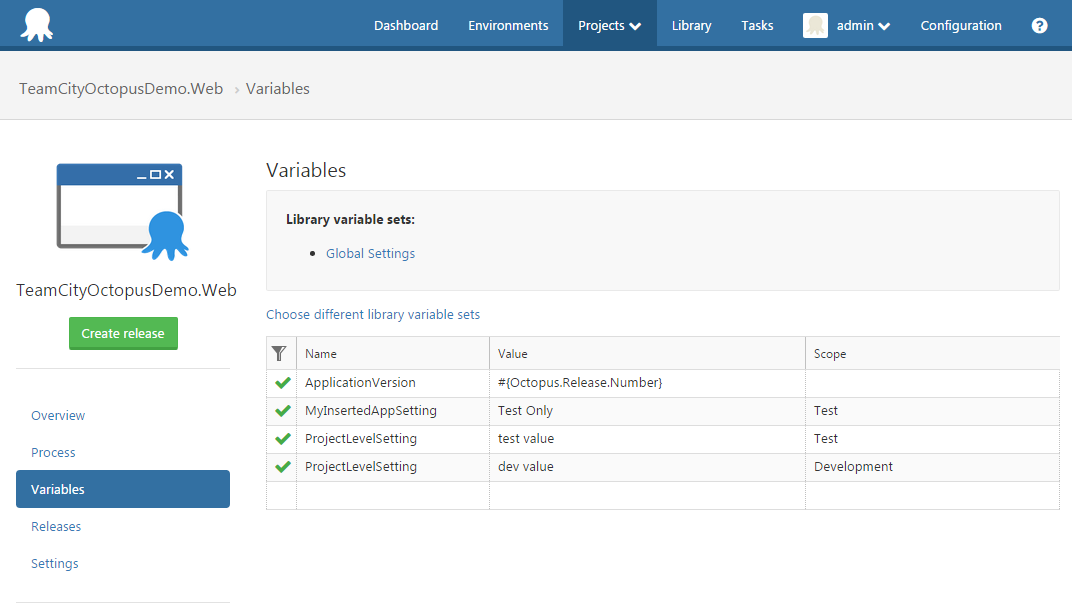 Dashboard Environments Projects Library Tasks admin Configuration ?
TeamCityOctopusDemo.Web › Variables
TeamCityOctopusDemo.Web
Create release
Overview
Process
Variables
Releases
Settings
Variables
Library variable sets:
• Global Settings
Choose different library variable sets
Name Value Scope
ApplicationVersion #{Octopus.Release.Number}
MyInsertedAppSetting Test Only Test
ProjectLevelSetting test value Test
ProjectLevelSetting dev value Development